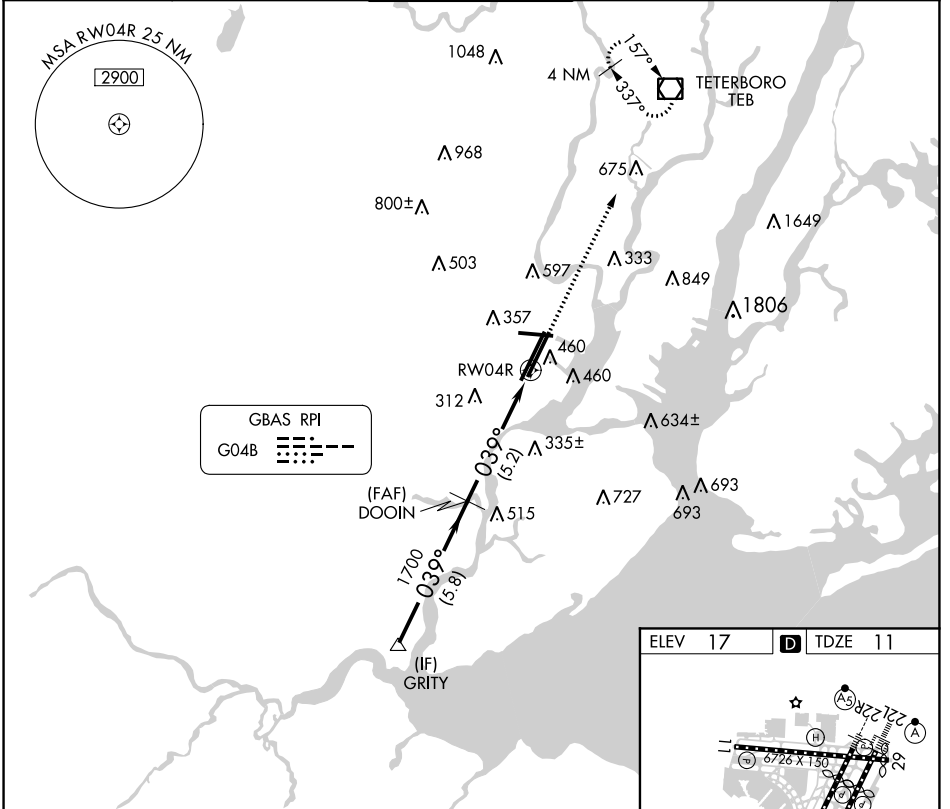 MSA RW04R 25 NM
2900
1048
4 NM
157°
337°
TETERBORO
TEB
968
675
800±
1649
503
597
333
849
1806
357
460
RW04R
460
312
GBAS RPI
G04B
634±
335±
039°
(5.2)
(FAF)
DOOIN
727
693
693
515
1700
039°
(5.8)
(IF)
GRITY
ELEV 17
D
TDZE 11
A5
22R
22L
A
H
P
11
6726 X 150
29
P
P
P